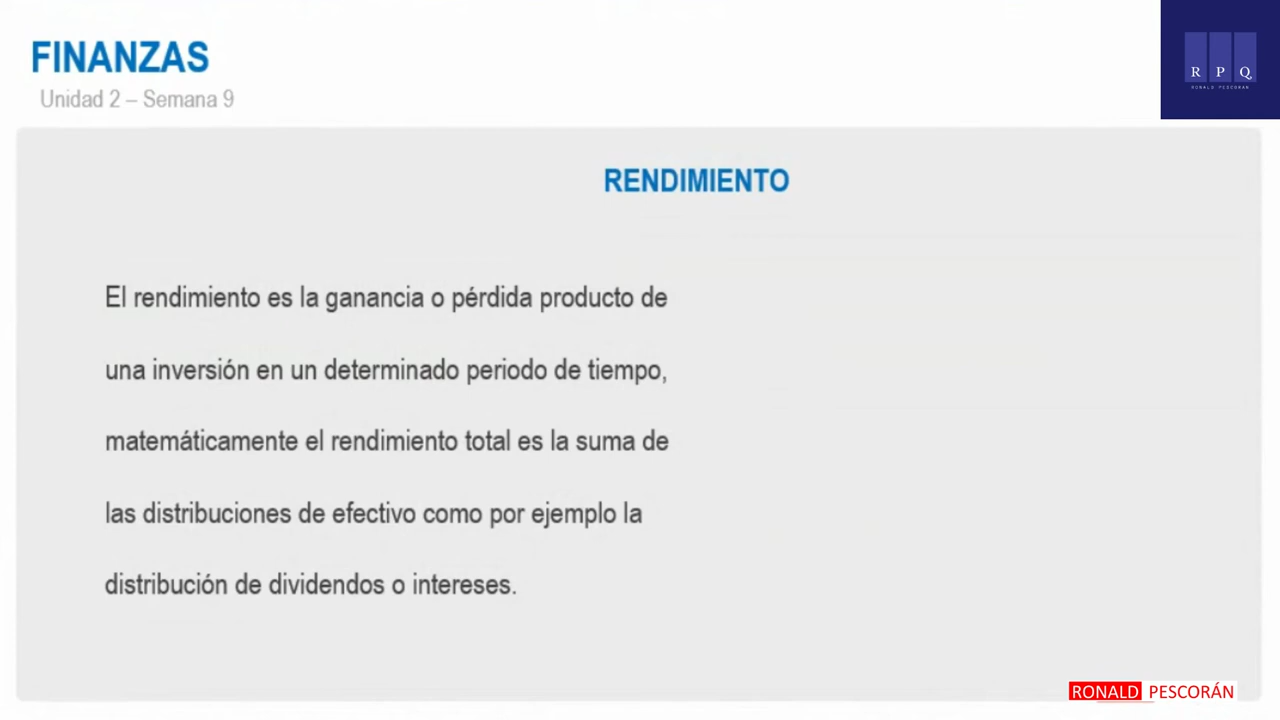 FINANZAS
Unidad 2 – Semana 9
R P Q
RONALD PESCORAN
RENDIMIENTO
El rendimiento es la ganancia o pérdida producto de
una inversión en un determinado periodo de tiempo,
matemáticamente el rendimiento total es la suma de
las distribuciones de efectivo como por ejemplo la
distribución de dividendos o intereses.
RONALD PESCORÁN